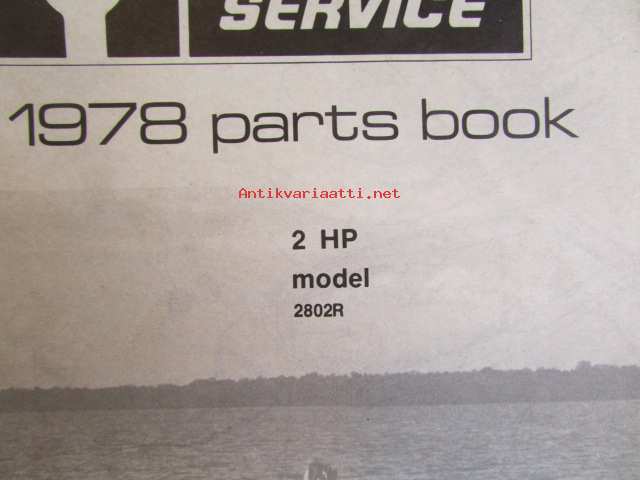 SERVICE
1978 parts book
Antikvariaatti.net
2 HP
model
2802R